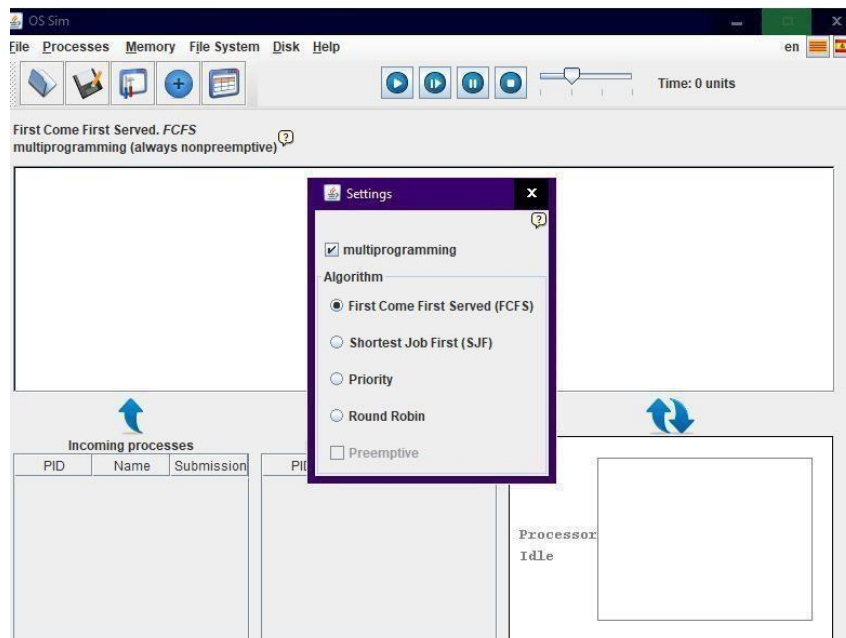 OS Sim
File Processes Memory File System Disk Help
en
Time: 0 units
First Come First Served. FCFS
multiprogramming (always nonpreemptive)
Settings
multiprogramming
Algorithm
First Come First Served (FCFS)
Shortest Job First (SJF)
Priority
Round Robin
Preemptive
Incoming processes
PID Name Submission
Processor
Idle